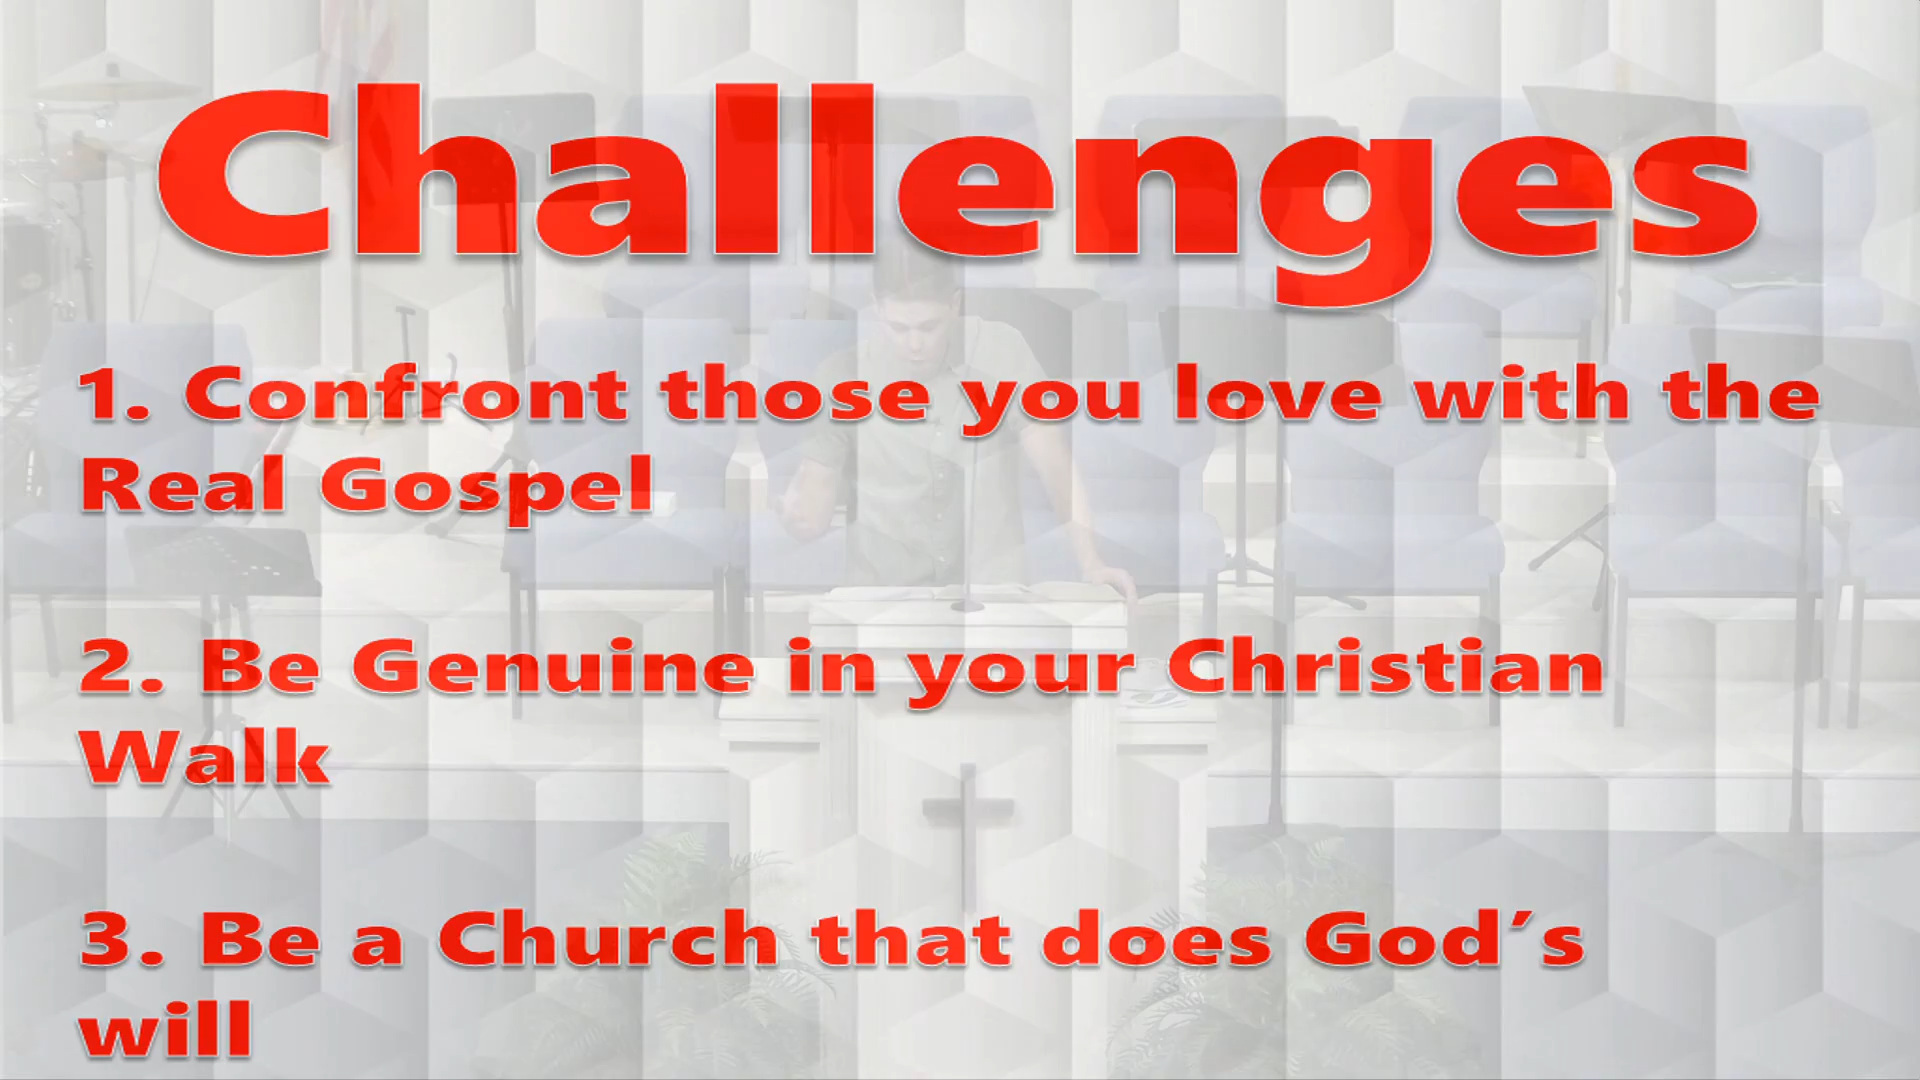 Challenges
1. Confront those you love with the
Real Gospel
2. Be Genuine in your Christian
Walk
3. Be a Church that does God´s
will